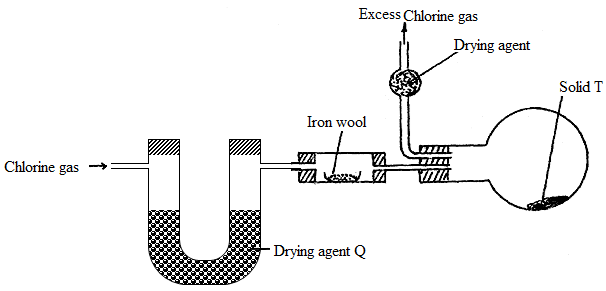 Excess Chlorine gas
Drying agent
Solid T
Iron wool
Chlorine gas
Drying agent Q